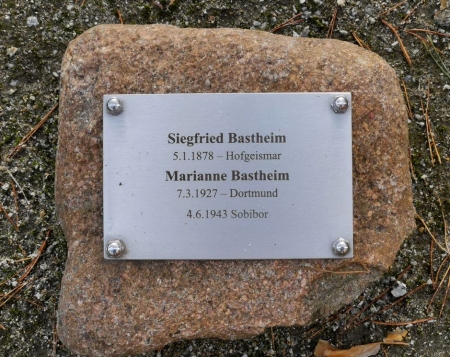 Siegfried Bastheim
5.1.1878 – Hofgeismar
Marianne Bastheim
7.3.1927 – Dortmund
4.6.1943 Sobibor